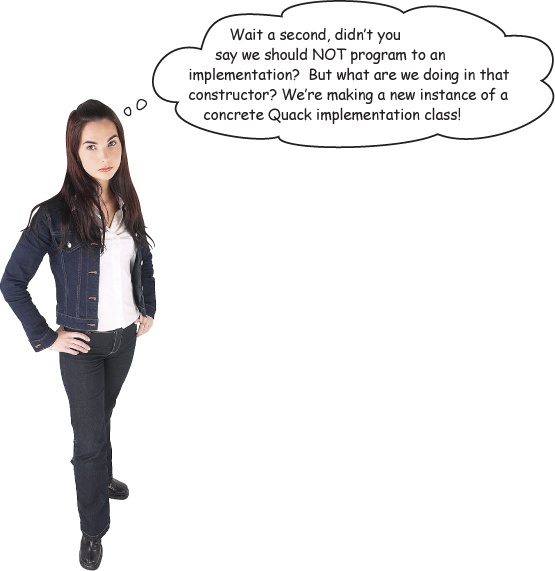 Wait a second, didn't you
say we should NOT program to an
implementation? But what are we doing in that
constructor? We're making a new instance of a
concrete Quack implementation class!